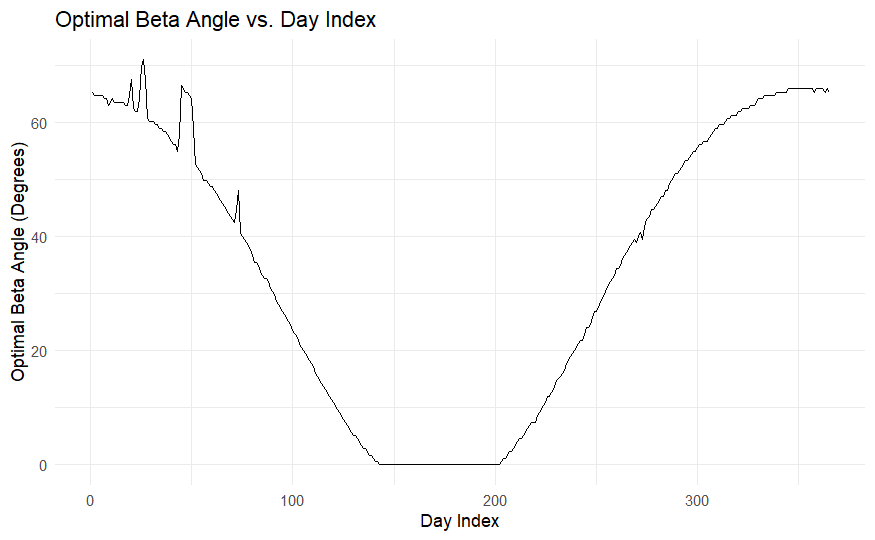 Optimal Beta Angle vs. Day Index
Optimal Beta Angle (Degrees)
60
40
20
0
0 100 200 300
Day Index